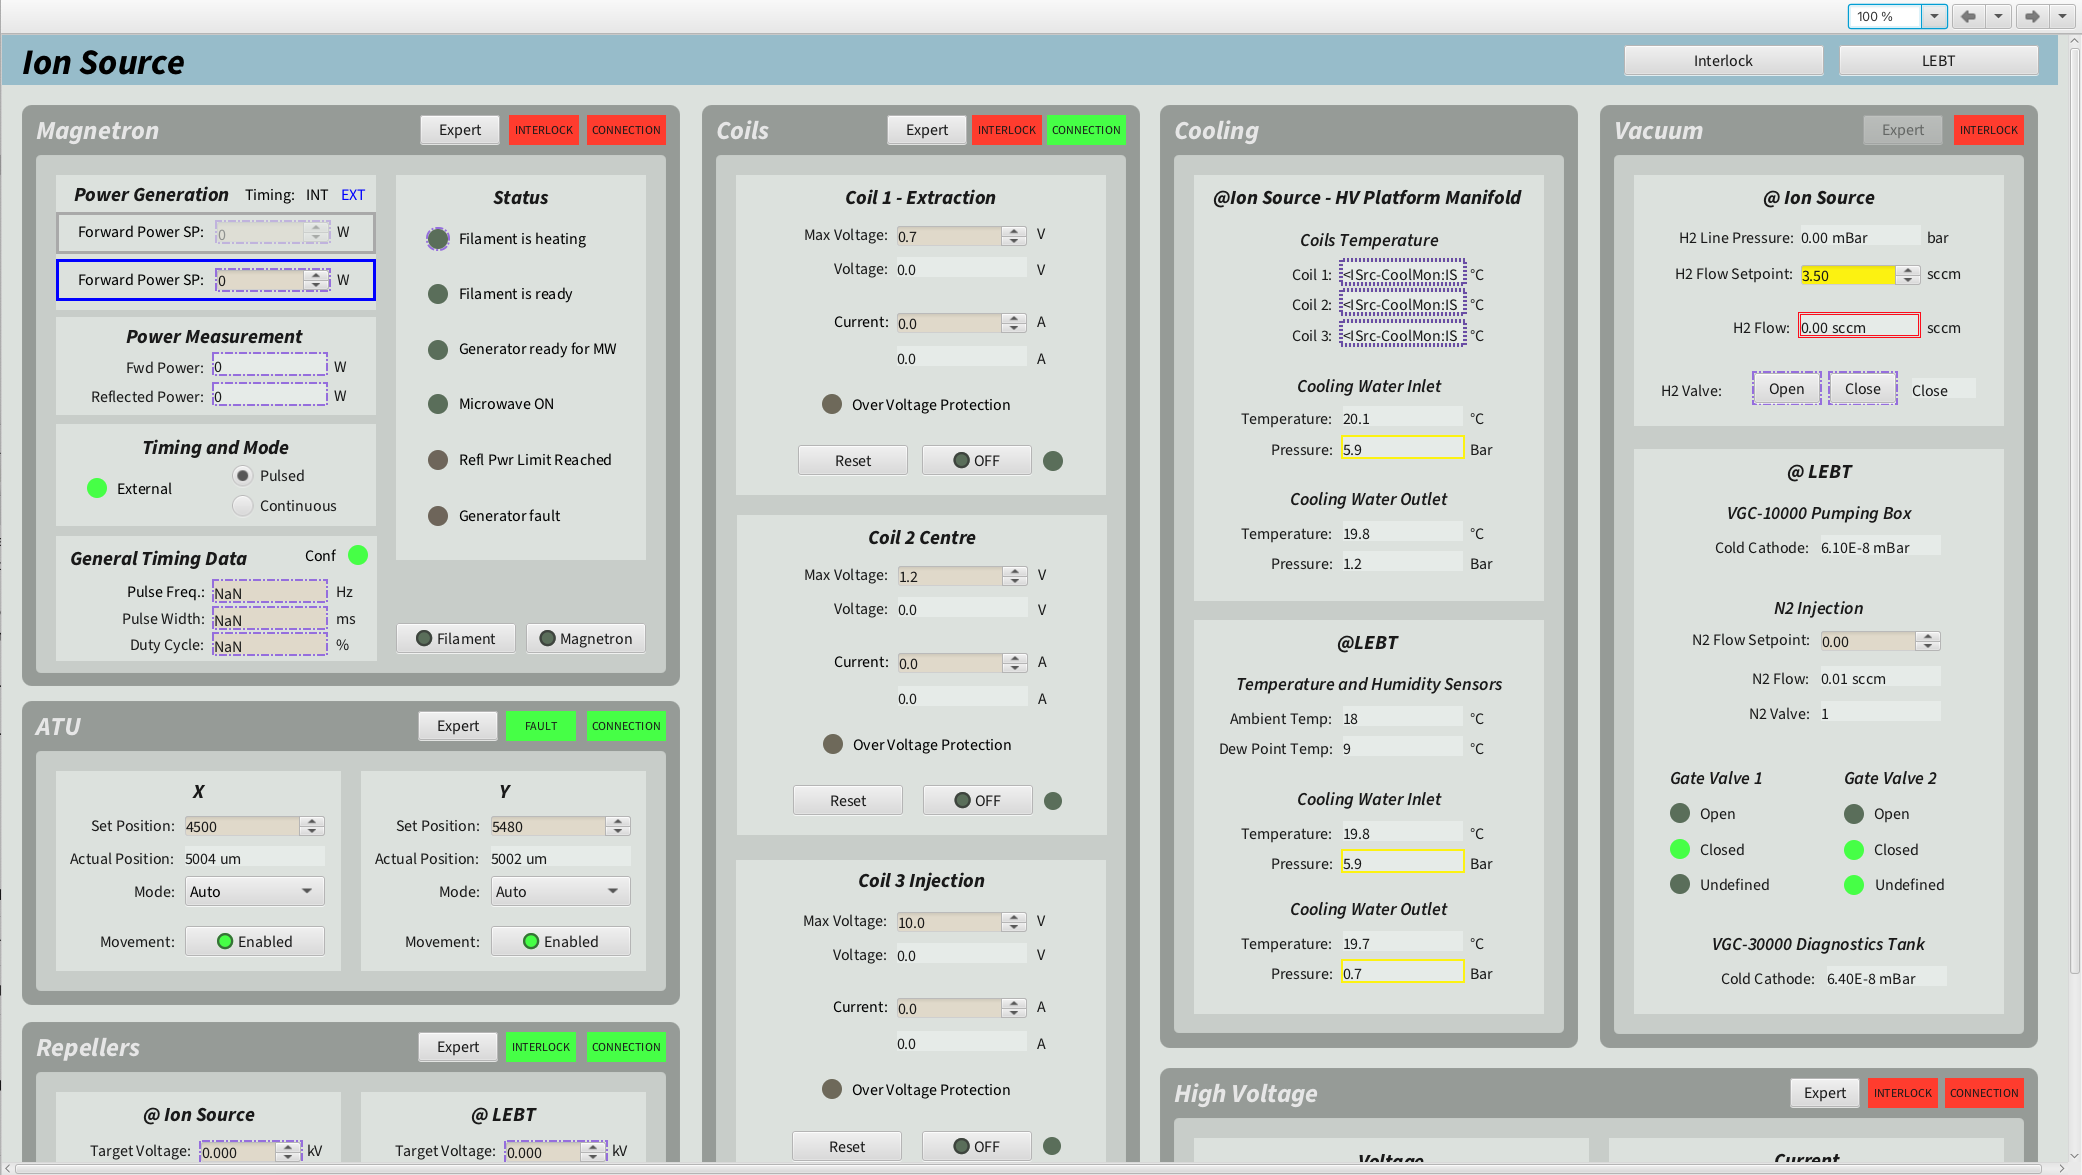 100 %
Ion Source
Interlock
LEBT
Magnetron
Expert
INTERLOCK
CONNECTION
Power Generation Timing: INT EXT
Forward Power SP: 0 W
Forward Power SP: 0 W
Power Measurement
Fwd Power: 0 W
Reflected Power: 0 W
Timing and Mode
External
Pulsed
Continuous
General Timing Data Conf
Pulse Freq.: NaN Hz
Pulse Width: NaN ms
Duty Cycle: NaN %
Status
Filament is heating
Filament is ready
Generator ready for MW
Microwave ON
Refl Pwr Limit Reached
Generator fault
Filament
Magnetron
ATU
Expert
FAULT
CONNECTION
X
Set Position: 4500
Actual Position: 5004 um
Mode: Auto
Movement: Enabled
Y
Set Position: 5480
Actual Position: 5002 um
Mode: Auto
Movement: Enabled
Repellers
Expert
INTERLOCK
CONNECTION
@ Ion Source
Target Voltage: 0.000 kV
@ LEBT
Target Voltage: 0.000 kV
Coils
Expert
INTERLOCK
CONNECTION
Coil 1 - Extraction
Max Voltage: 0.7 V
Voltage: 0.0 V
Current: 0.0 A
0.0 A
Over Voltage Protection
Reset
OFF
Coil 2 Centre
Max Voltage: 1.2 V
Voltage: 0.0 V
Current: 0.0 A
0.0 A
Over Voltage Protection
Reset
OFF
Coil 3 Injection
Max Voltage: 10.0 V
Voltage: 0.0 V
Current: 0.0 A
0.0 A
Over Voltage Protection
Reset
OFF
Cooling
@Ion Source - HV Platform Manifold
Coils Temperature
Coil 1: <ISrc-CoolMon:IS °C
Coil 2: <ISrc-CoolMon:IS °C
Coil 3: <ISrc-CoolMon:IS °C
Cooling Water Inlet
Temperature: 20.1 °C
Pressure: 5.9 Bar
Cooling Water Outlet
Temperature: 19.8 °C
Pressure: 1.2 Bar
@LEBT
Temperature and Humidity Sensors
Ambient Temp: 18 °C
Dew Point Temp: 9 °C
Cooling Water Inlet
Temperature: 19.8 °C
Pressure: 5.9 Bar
Cooling Water Outlet
Temperature: 19.7 °C
Pressure: 0.7 Bar
Vacuum
Expert
INTERLOCK
@ Ion Source
H2 Line Pressure: 0.00 mBar bar
H2 Flow Setpoint: 3.50 sccm
H2 Flow: 0.00 sccm sccm
H2 Valve: Open Close Close
@ LEBT
VGC-10000 Pumping Box
Cold Cathode: 6.10E-8 mBar
N2 Injection
N2 Flow Setpoint: 0.00
N2 Flow: 0.01 sccm
N2 Valve: 1
Gate Valve 1
Open
Closed
Undefined
Gate Valve 2
Open
Closed
Undefined
VGC-30000 Diagnostics Tank
Cold Cathode: 6.40E-8 mBar
High Voltage
Expert
INTERLOCK
CONNECTION
Voltage
Current